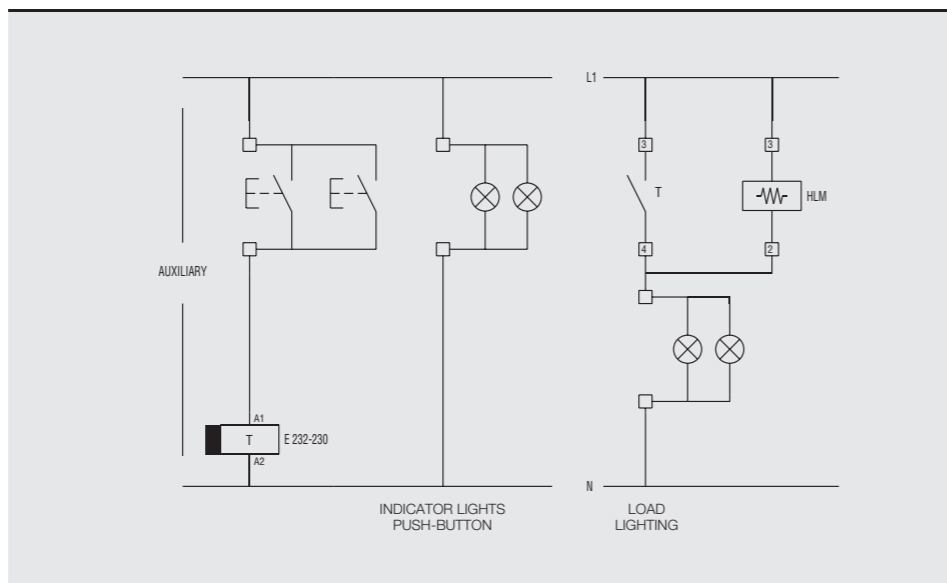 L1
3
3
T
HLM
4
2
AUXILIARY
A1
T
E 232-230
A2
N
INDICATOR LIGHTS
PUSH-BUTTON
LOAD
LIGHTING